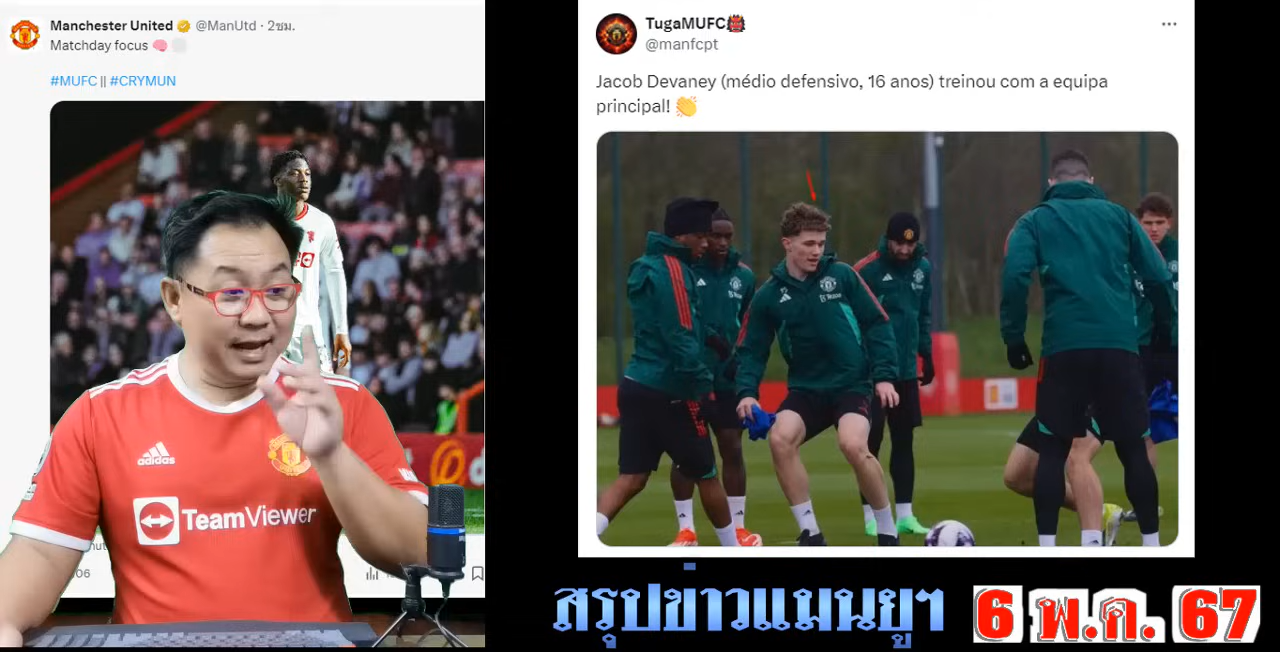 Manchester United @ManUtd · 2ชม.
Matchday focus
#MUFC || #CRYMUN
adidas
TeamViewer
TugaMUFC
@manfcpt
Jacob Devaney (médio defensivo, 16 anos) treinou com a equipa
principal!
สรุปข่าวแมนยูฯ 6 พ.ค. 67